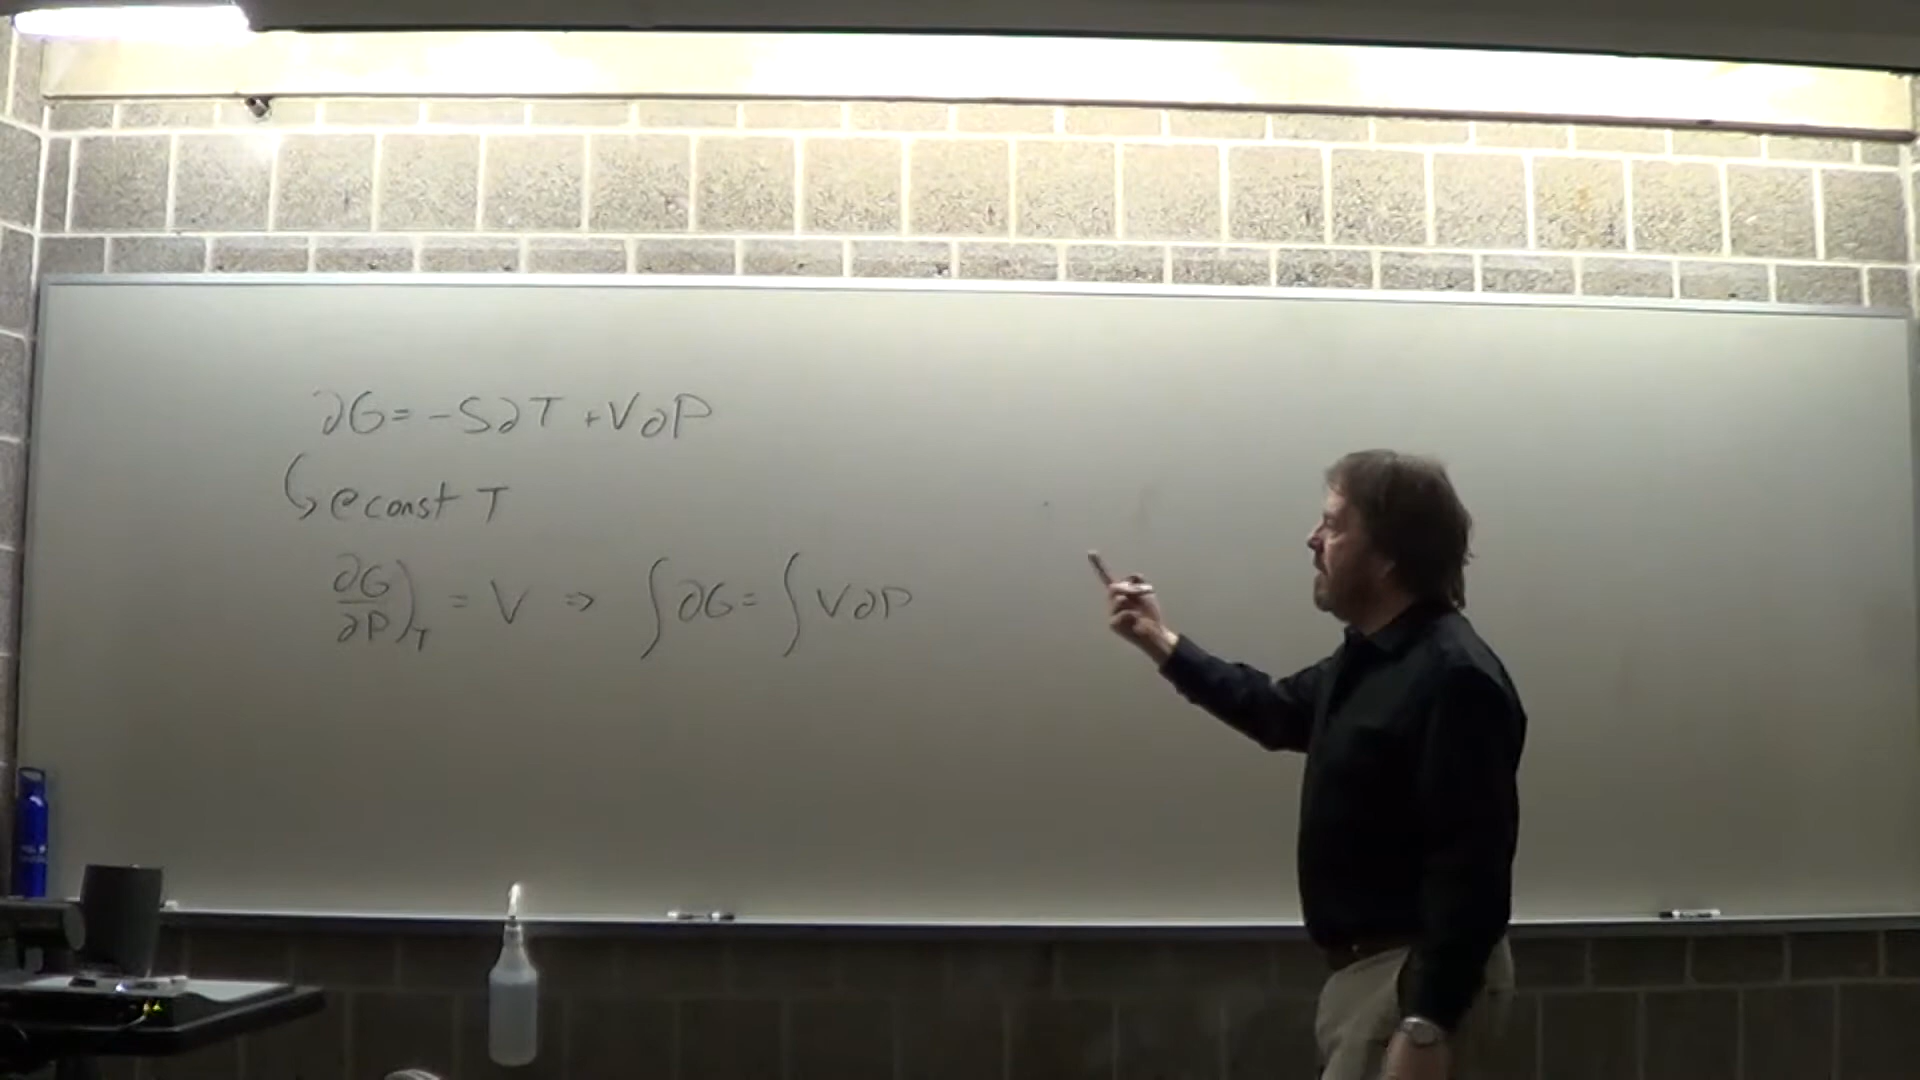 ∂G = -S∂T + V∂P
↳ @ const T
∂G/∂P)_T = V ⇒ ∫∂G = ∫V∂P